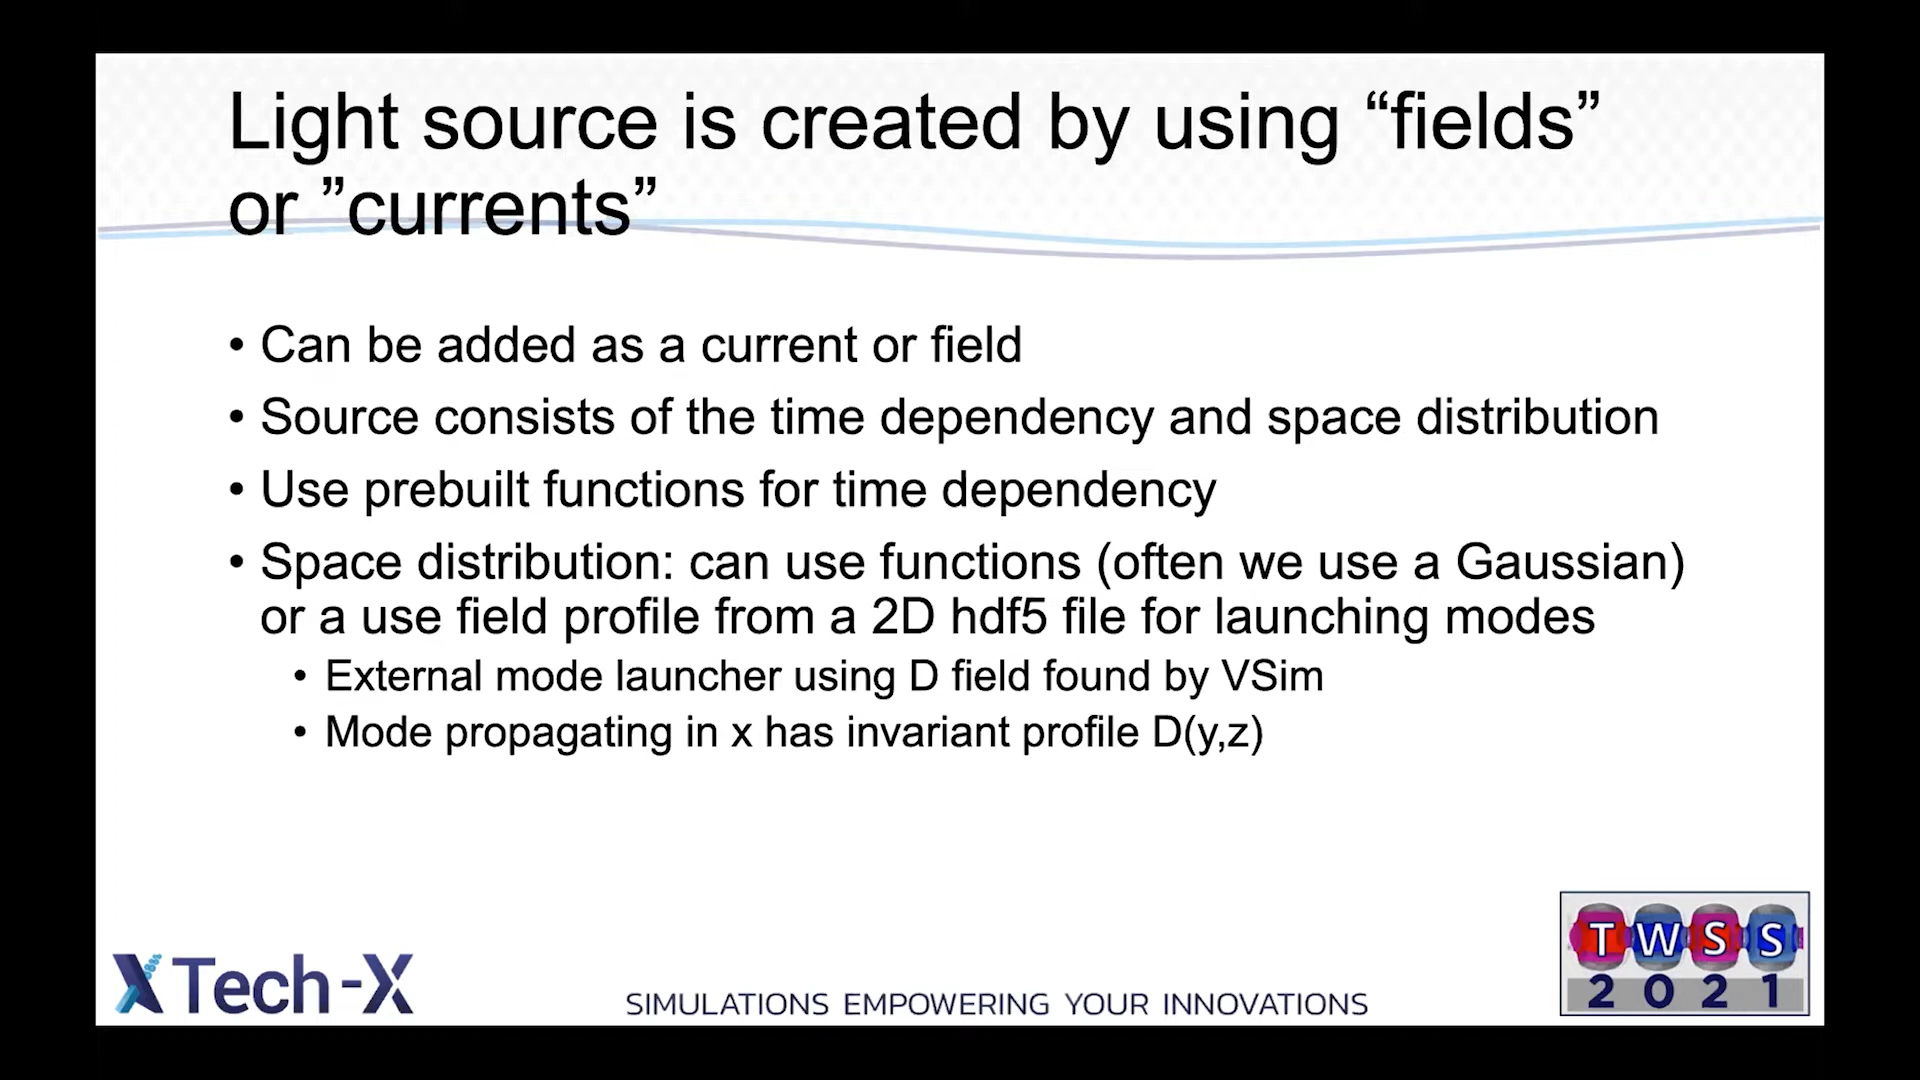 Light source is created by using “fields”
or ”currents”
• Can be added as a current or field
• Source consists of the time dependency and space distribution
• Use prebuilt functions for time dependency
• Space distribution: can use functions (often we use a Gaussian)
or a use field profile from a 2D hdf5 file for launching modes
• External mode launcher using D field found by VSim
• Mode propagating in x has invariant profile D(y,z)
Tech-X
SIMULATIONS EMPOWERING YOUR INNOVATIONS
TWSS
2021